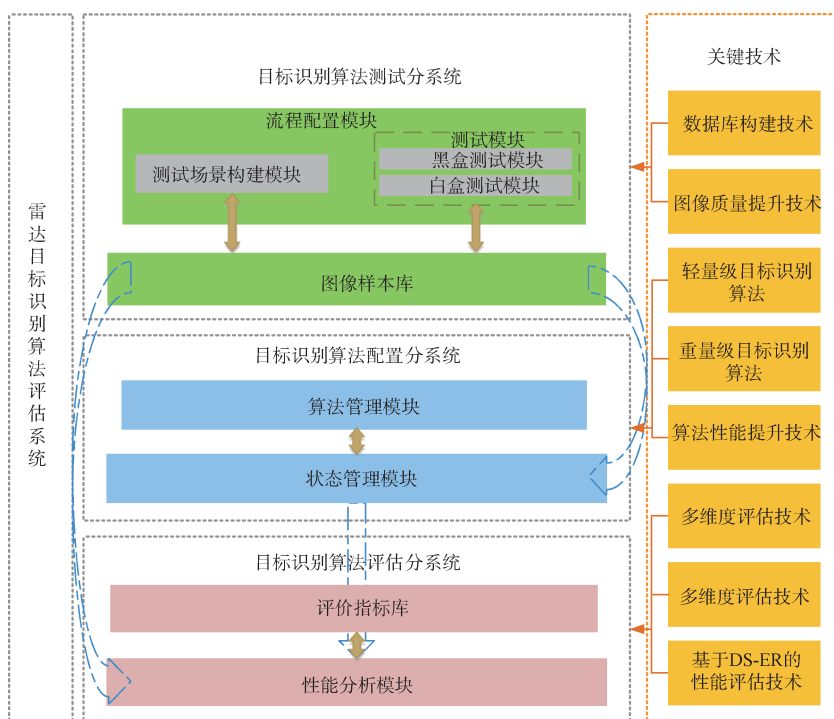 雷达目标识别算法评估系统
目标识别算法测试分系统
流程配置模块
测试场景构建模块
测试模块
黑盒测试模块
白盒测试模块
图像样本库
目标识别算法配置分系统
算法管理模块
状态管理模块
目标识别算法评估分系统
评价指标库
性能分析模块
关键技术
数据库构建技术
图像质量提升技术
轻量级目标识别
算法
重量级目标识别
算法
算法性能提升技术
多维度评估技术
多维度评估技术
基于DS-ER的
性能评估技术